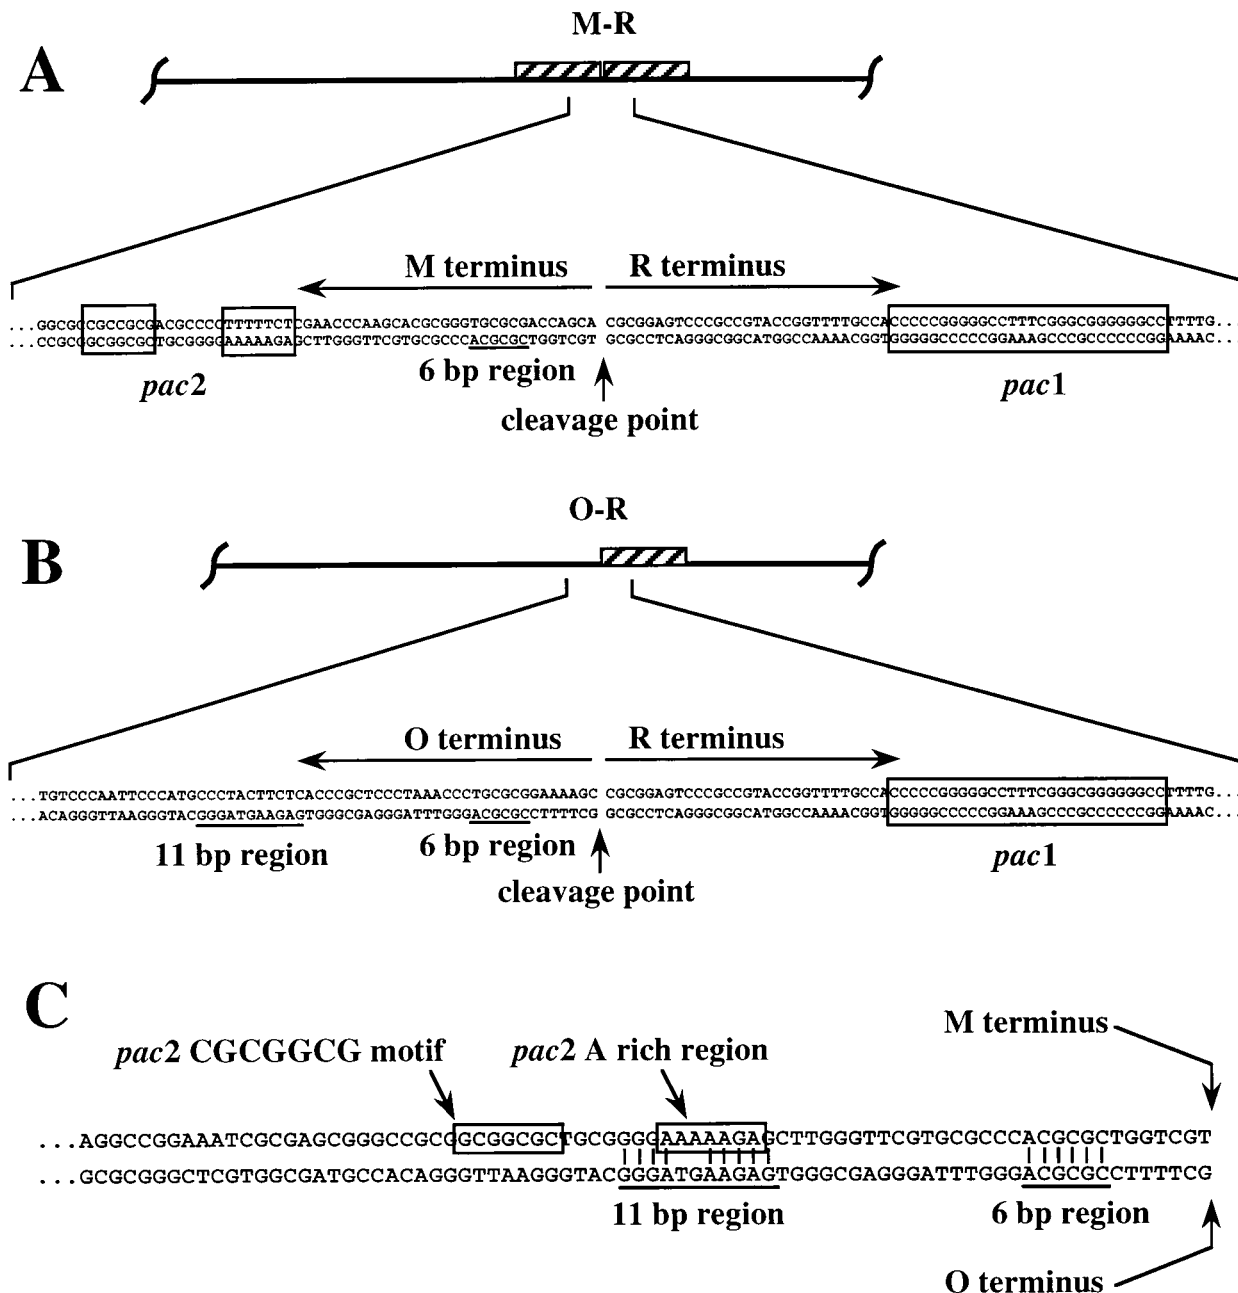 A
M-R
M terminus
R terminus
...GGCGCCGCCGCGACGCCCCTTTTTCTCGAACCCAAGCACGCGGGTGCGCGACCAGCA CGCGGAGTCCCGCCGTACCGGTTTTGCCACCCCCGGGGGCCTTTCGGGCGGGGGGCCTTTTG...
CCGCGGCGGCGCTGCGGGGAAAAAGAGCTTGGGTTCGTGCGCCCACGCGCTGGTCGT GCGCCTCAGGGCGGCATGGCCAAAACGGTGGGGGCCCCCGGAAAGCCCGCCCCCCGGAAAAC...
pac2
6 bp region
pac1
cleavage point
B
O-R
O terminus
R terminus
...TGTCCCAATTCCCATGCCCTACTTCTCACCCGCTCCCTAAACCCTGCGCGGAAAAGC CGCGGAGTCCCGCCGTACCGGTTTTGCCACCCCCGGGGGCCTTTCGGGCGGGGGGCCTTTTG...
...ACAGGGTTAAGGGTACGGGATGAAGAGTGGGCGAGGGATTTGGGACGCGCCTTTTCG GCGCCTCAGGGCGGCATGGCCAAAACGGTGGGGGCCCCCGGAAAGCCCGCCCCCCGGAAAAC...
11 bp region
6 bp region
pac1
cleavage point
C
M terminus
pac2 CGCGGCG motif
pac2 A rich region
...AGGCCGGAAATCGCGAGCGGGCCGCGGCGGCGCTGCGGGGAAAAAGAGCTTGGGTTCGTGCGCCCACGCGCTGGTCGT
...GCGCGGGCTCGTGGCGATGCCACAGGGTTAAGGGTACGGGATGAAGAGTGGGCGAGGGATTTGGGACGCGCCTTTTCG
11 bp region
6 bp region
O terminus